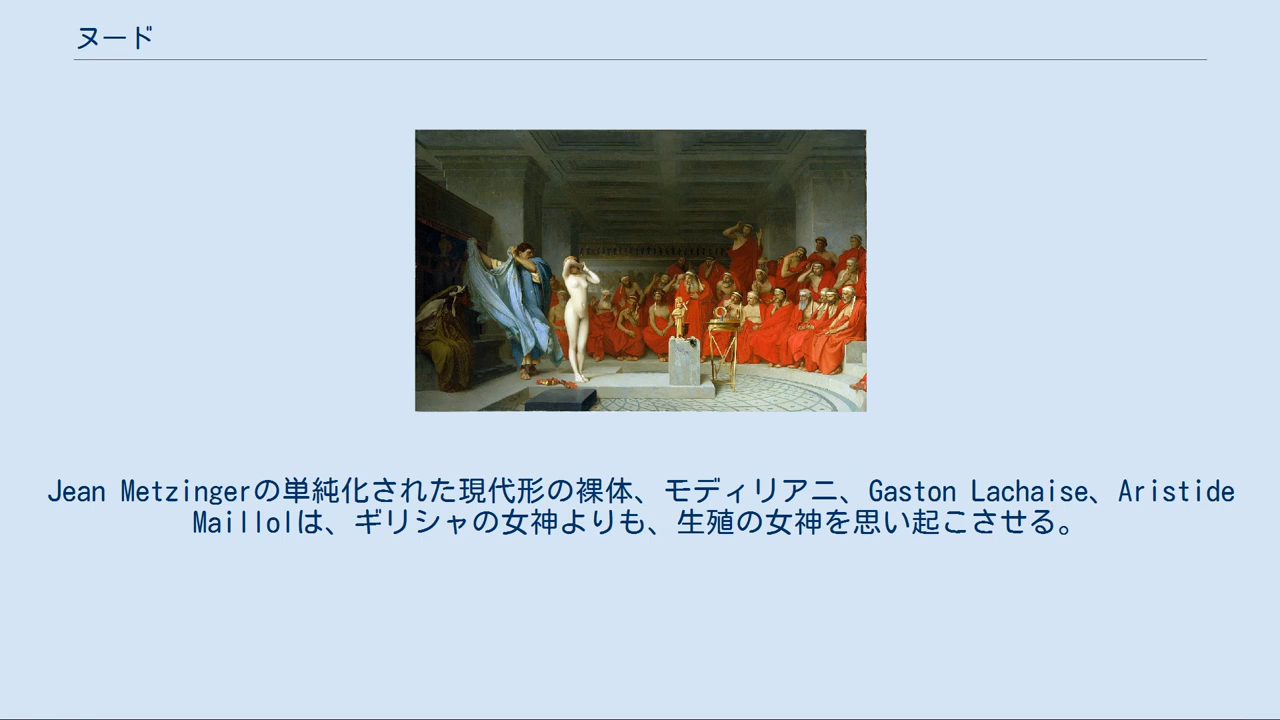 ヌード
Jean Metzingerの単純化された現代形の裸体、モディリアニ、Gaston Lachaise、Aristide
Maillolは、ギリシャの女神よりも、生殖の女神を思い起こさせる。